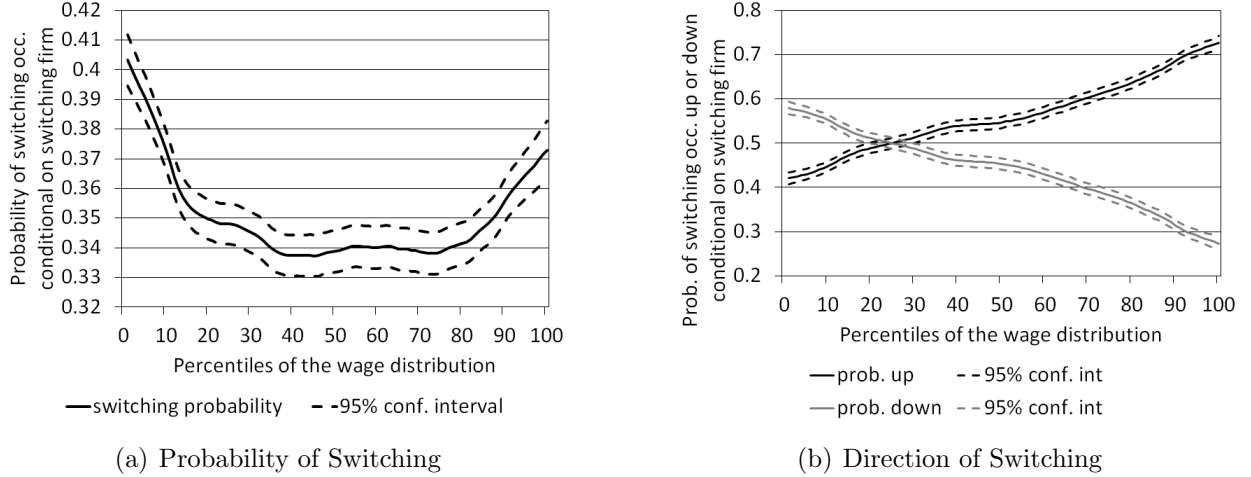 Probability of switching occ.
conditional on switching firm
0.42
0.41
0.4
0.39
0.38
0.37
0.36
0.35
0.34
0.33
0.32
0 10 20 30 40 50 60 70 80 90 100
Percentiles of the wage distribution
switching probability 95% conf. interval
(a) Probability of Switching
Prob. of switching occ. up or down
conditional on switching firm
0.8
0.7
0.6
0.5
0.4
0.3
0.2
0 10 20 30 40 50 60 70 80 90 100
Percentiles of the wage distribution
prob. up 95% conf. int
prob. down 95% conf. int
(b) Direction of Switching